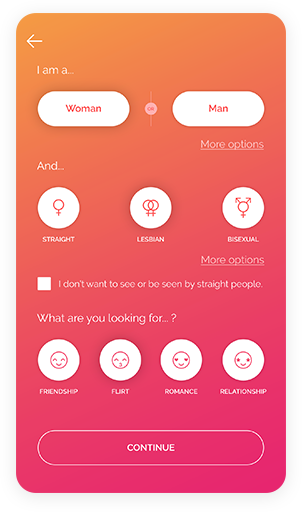 I am a...
Woman OR Man
More options
And...
STRAIGHT LESBIAN BISEXUAL
More options
I don't want to see or be seen by straight people.
What are you looking for... ?
FRIENDSHIP FLIRT ROMANCE RELATIONSHIP
CONTINUE